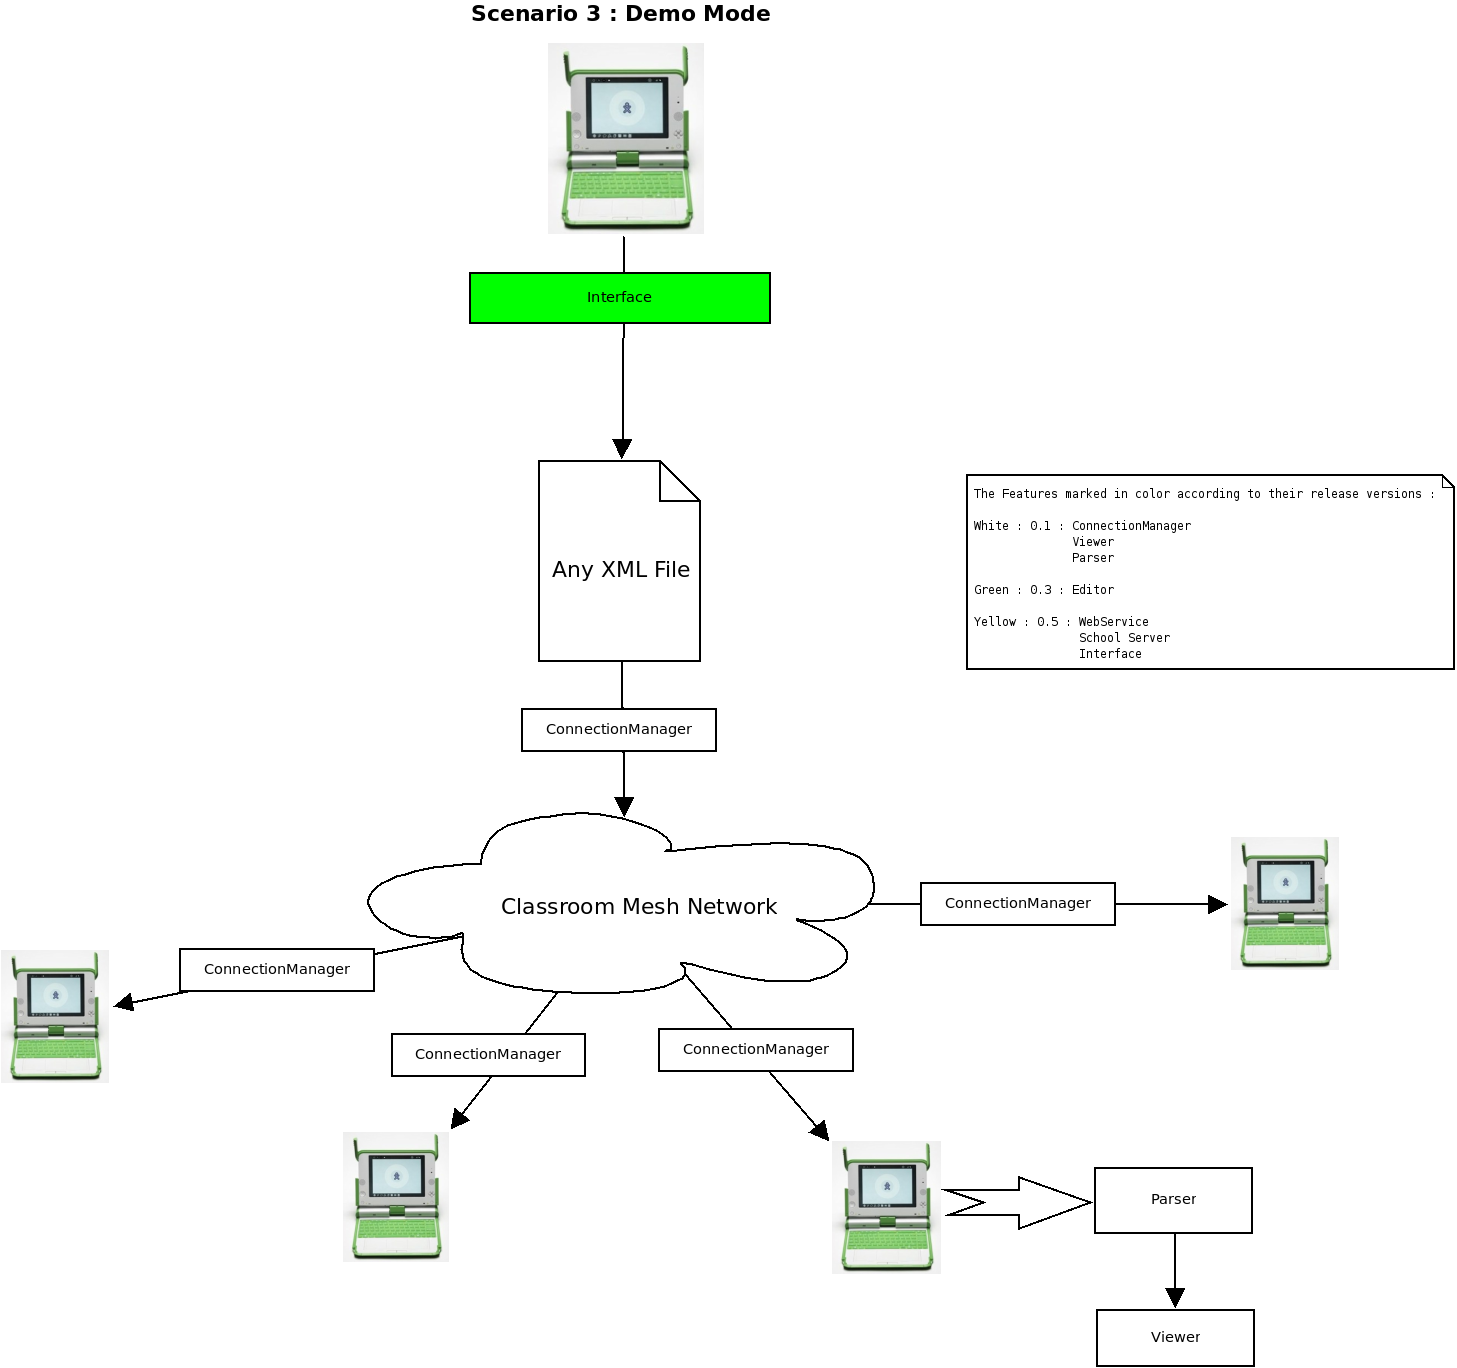 Scenario 3 : Demo Mode
Interface
Any XML File
The Features marked in color according to their release versions :
White : 0.1 : ConnectionManager
Viewer
Parser
Green : 0.3 : Editor
Yellow : 0.5 : WebService
School Server
Interface
ConnectionManager
Classroom Mesh Network
ConnectionManager
ConnectionManager
ConnectionManager
ConnectionManager
Parser
Viewer